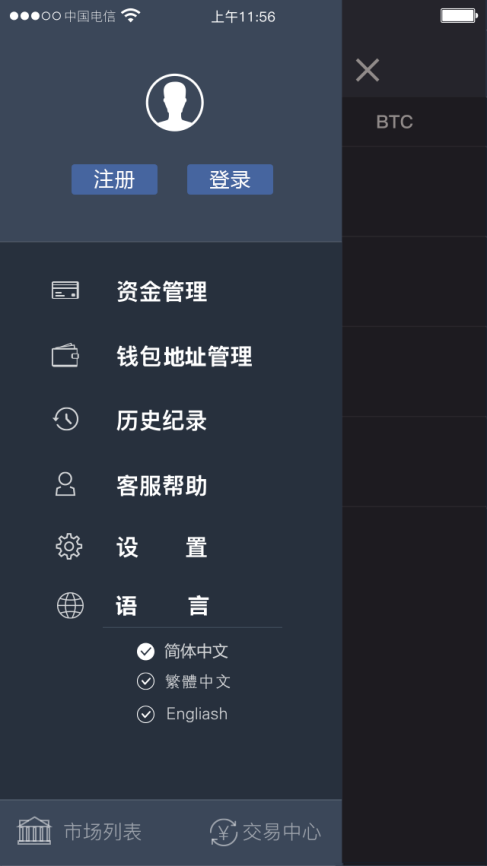 中国电信 上午11:56
BTC
注册 登录
资金管理
钱包地址管理
历史纪录
客服帮助
设 置
语 言
简体中文
繁體中文
Engliash
市场列表 交易中心